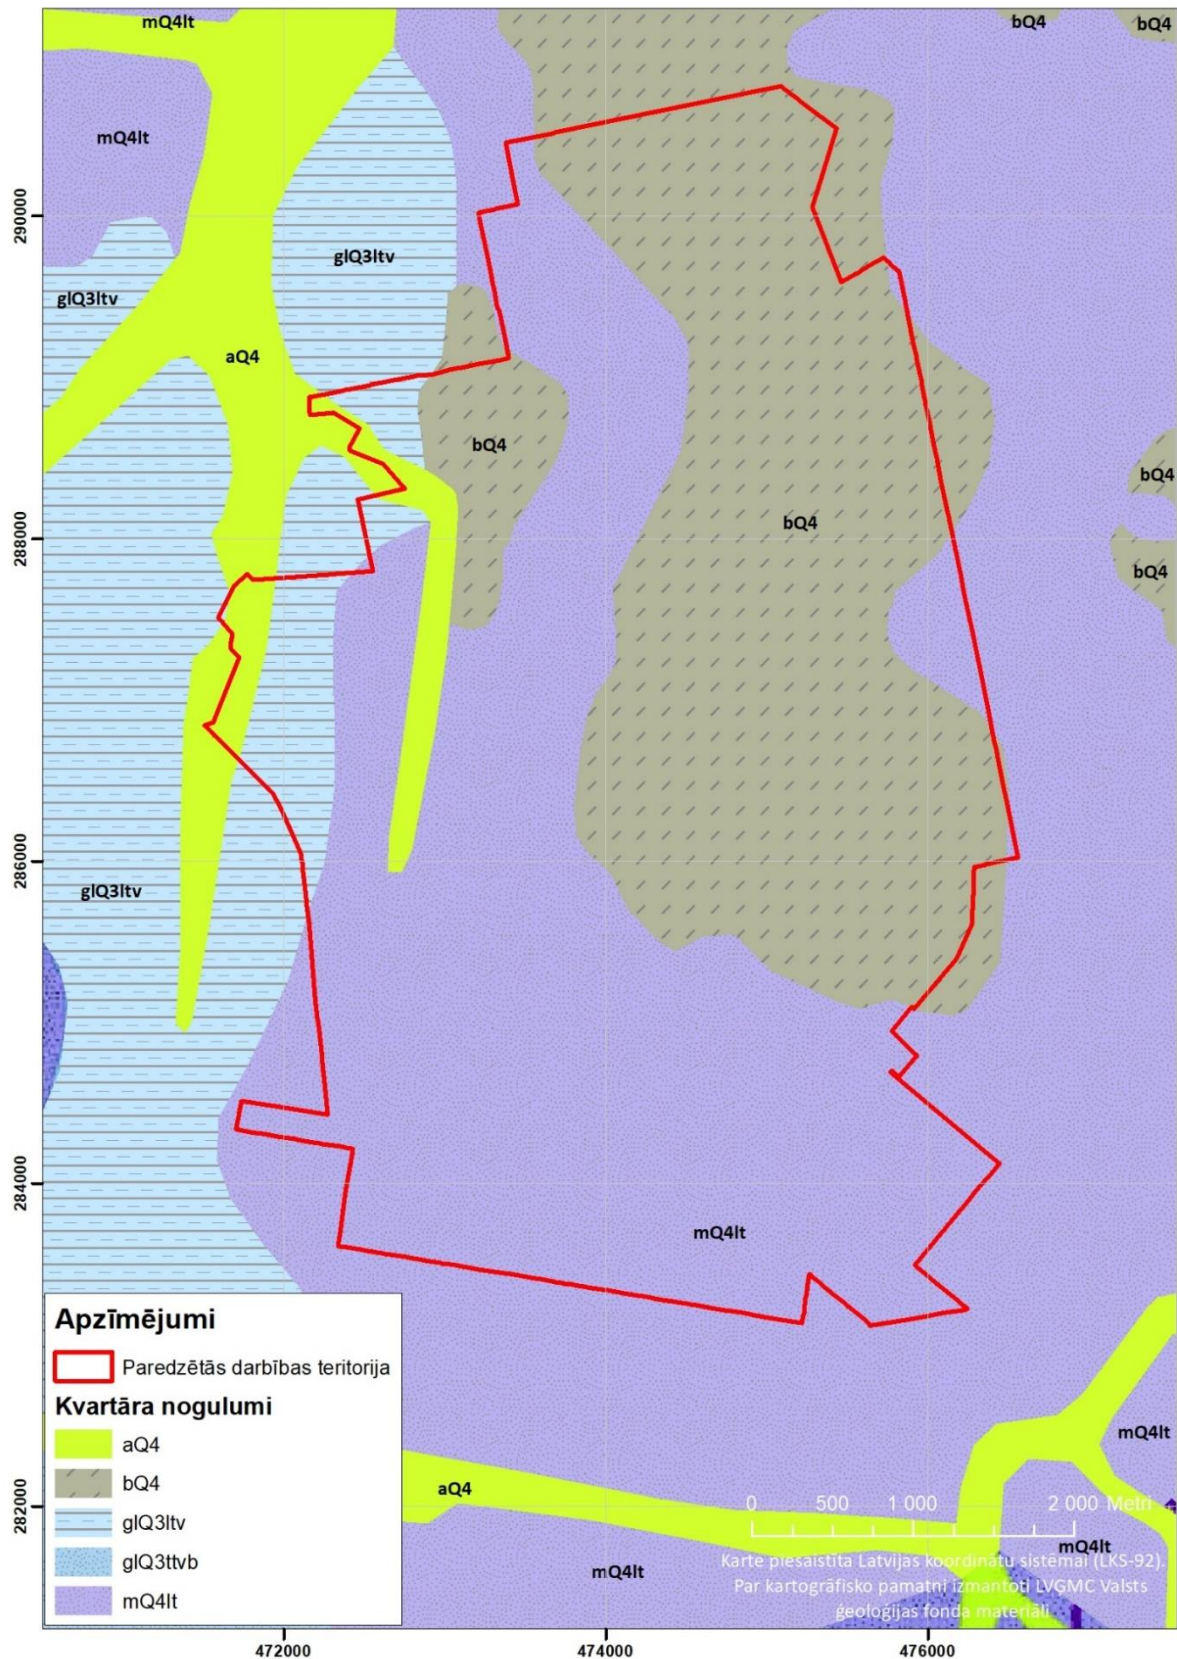 mQ4lt
bQ4
bQ4
mQ4lt
290000
glQ3ltv
glQ3ltv
aQ4
bQ4
bQ4
288000
bQ4
bQ4
286000
glQ3ltv
284000
mQ4lt
Apzīmējumi
Paredzētās darbības teritorija
Kvartāra nogulumi
aQ4
bQ4
glQ3ltv
glQ3ttvb
mQ4lt
mQ4lt
aQ4
282000
0 500 1 000 2 000 Metri
mQ4lt
mQ4lt
Karte piesaistīta Latvijas koordinātu sistēmai (LKS-92).
Par kartogrāfisko pamatni izmantoti LVGMC Valsts
ģeoloģijas fonda materiāli
472000 474000 476000